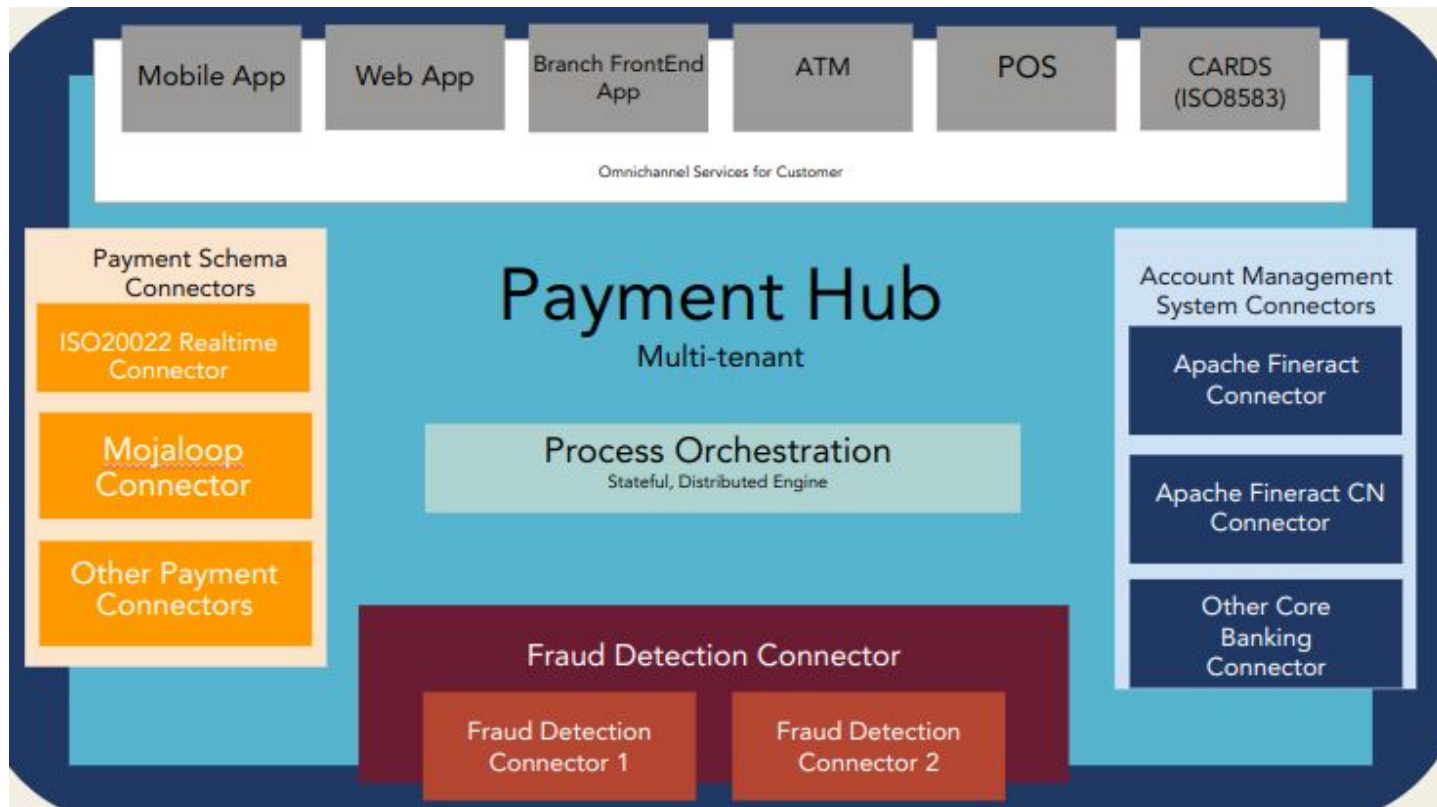 Mobile App
Web App
Branch FrontEnd
App
ATM
POS
CARDS
(ISO8583)
Omnichannel Services for Customer
Payment Schema
Connectors
ISO20022 Realtime
Connector
Mojaloop
Connector
Other Payment
Connectors
Payment Hub
Multi-tenant
Process Orchestration
Stateful, Distributed Engine
Account Management
System Connectors
Apache Fineract
Connector
Apache Fineract CN
Connector
Other Core
Banking
Connector
Fraud Detection Connector
Fraud Detection
Connector 1
Fraud Detection
Connector 2